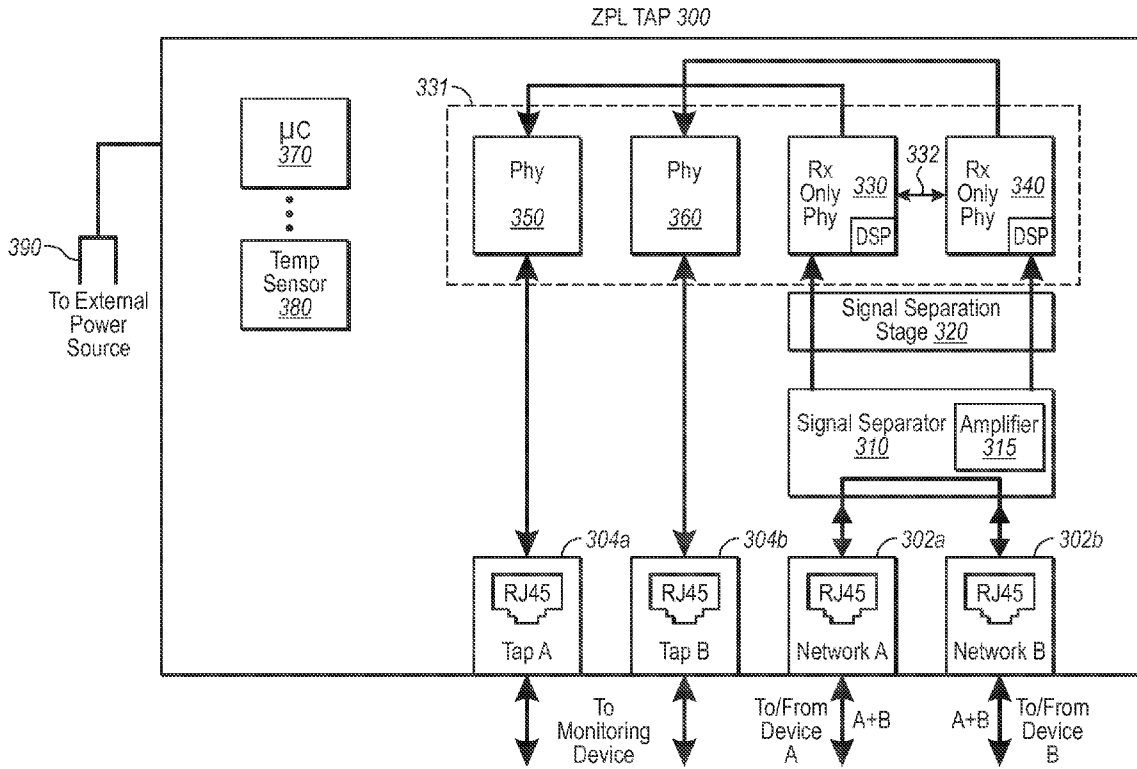 ZPL TAP 300
331
µC
370
Phy
350
Phy
360
Rx
Only
Phy
330
DSP
332
Rx
Only
Phy
340
DSP
390
To External
Power
Source
Temp
Sensor
380
Signal Separation
Stage 320
Signal Separator
310
Amplifier
315
304a
304b
302a
302b
RJ45
Tap A
RJ45
Tap B
RJ45
Network A
RJ45
Network B
To
Monitoring
Device
To/From
Device
A
A+B
A+B
To/From
Device
B